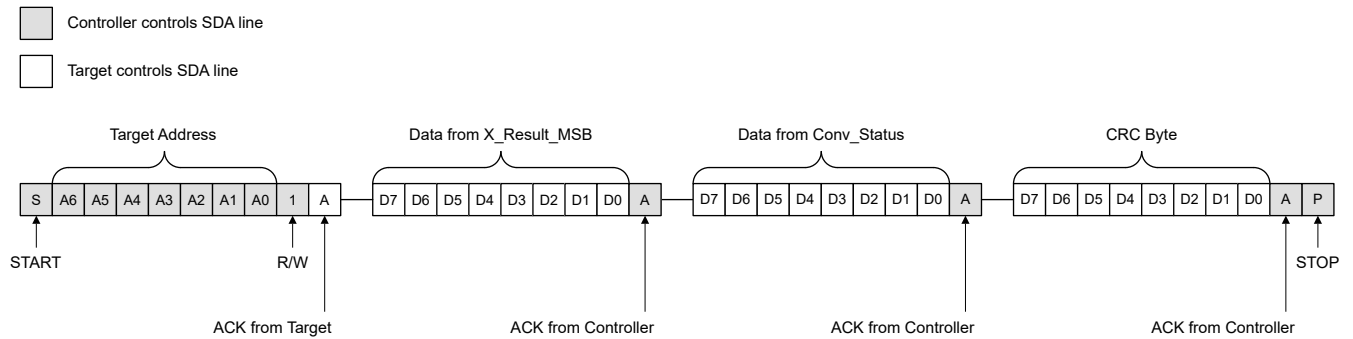 Controller controls SDA line
Target controls SDA line
Target Address
Data from X_Result_MSB
Data from Conv_Status
CRC Byte
S A6 A5 A4 A3 A2 A1 A0 1 A D7 D6 D5 D4 D3 D2 D1 D0 A D7 D6 D5 D4 D3 D2 D1 D0 A D7 D6 D5 D4 D3 D2 D1 D0 A P
START
R/W
STOP
ACK from Target
ACK from Controller
ACK from Controller
ACK from Controller